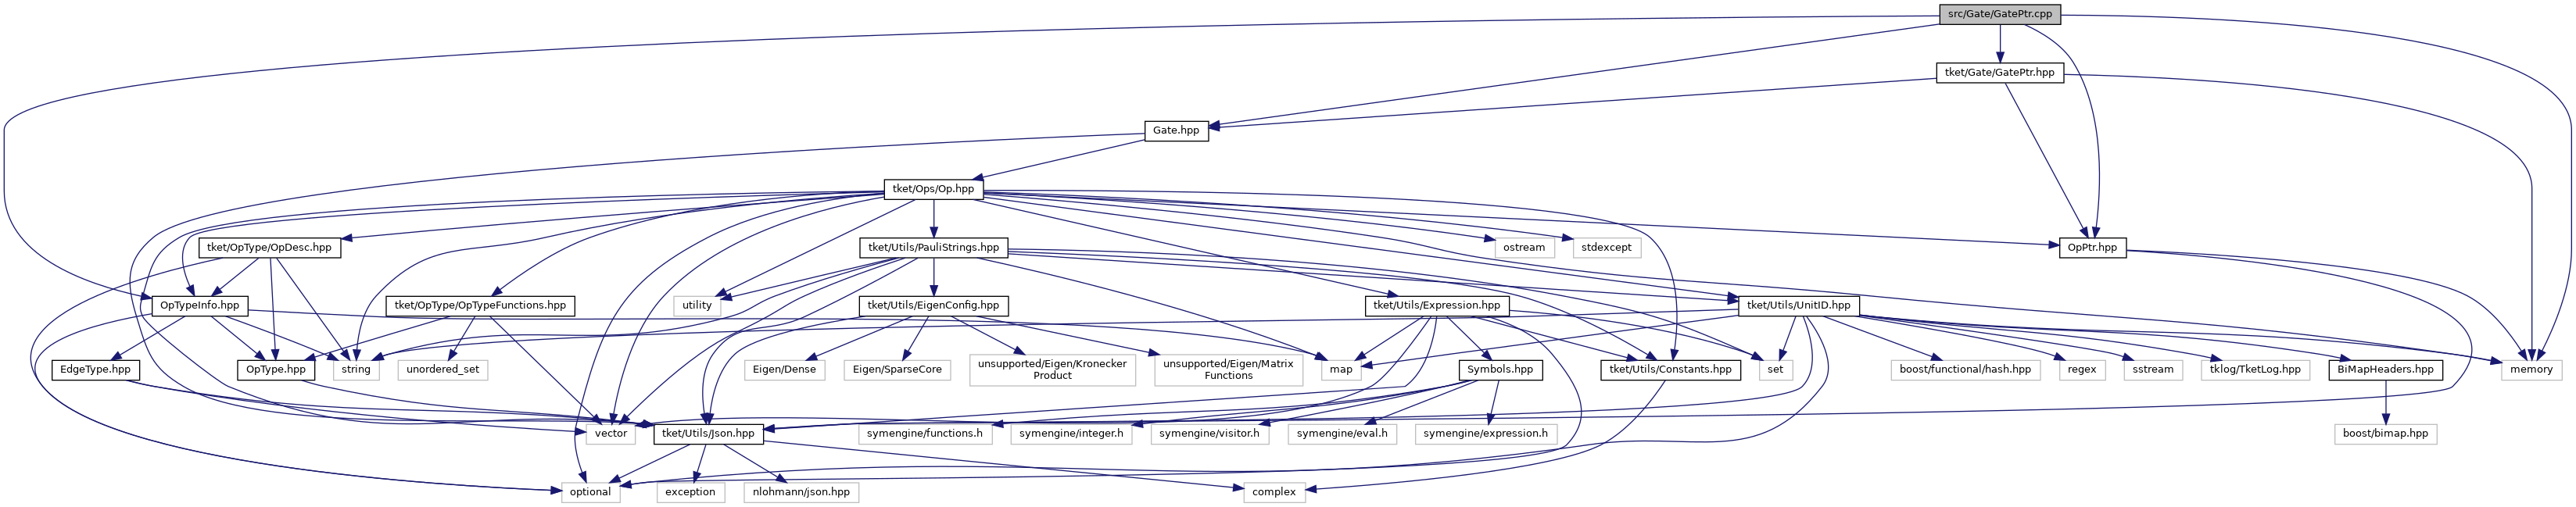 src/Gate/GatePtr.cpp
tket/Gate/GatePtr.hpp
Gate.hpp
tket/Ops/Op.hpp
tket/OpType/OpDesc.hpp
tket/Utils/PauliStrings.hpp
ostream
stdexcept
OpPtr.hpp
OpTypeInfo.hpp
tket/OpType/OpTypeFunctions.hpp
utility
tket/Utils/EigenConfig.hpp
tket/Utils/Expression.hpp
tket/Utils/UnitID.hpp
EdgeType.hpp
OpType.hpp
string
unordered_set
Eigen/Dense
Eigen/SparseCore
unsupported/Eigen/Kronecker
Product
unsupported/Eigen/Matrix
Functions
map
Symbols.hpp
tket/Utils/Constants.hpp
set
boost/functional/hash.hpp
regex
sstream
tklog/TketLog.hpp
BiMapHeaders.hpp
memory
vector
tket/Utils/Json.hpp
symengine/functions.h
symengine/integer.h
symengine/visitor.h
symengine/eval.h
symengine/expression.h
boost/bimap.hpp
optional
exception
nlohmann/json.hpp
complex